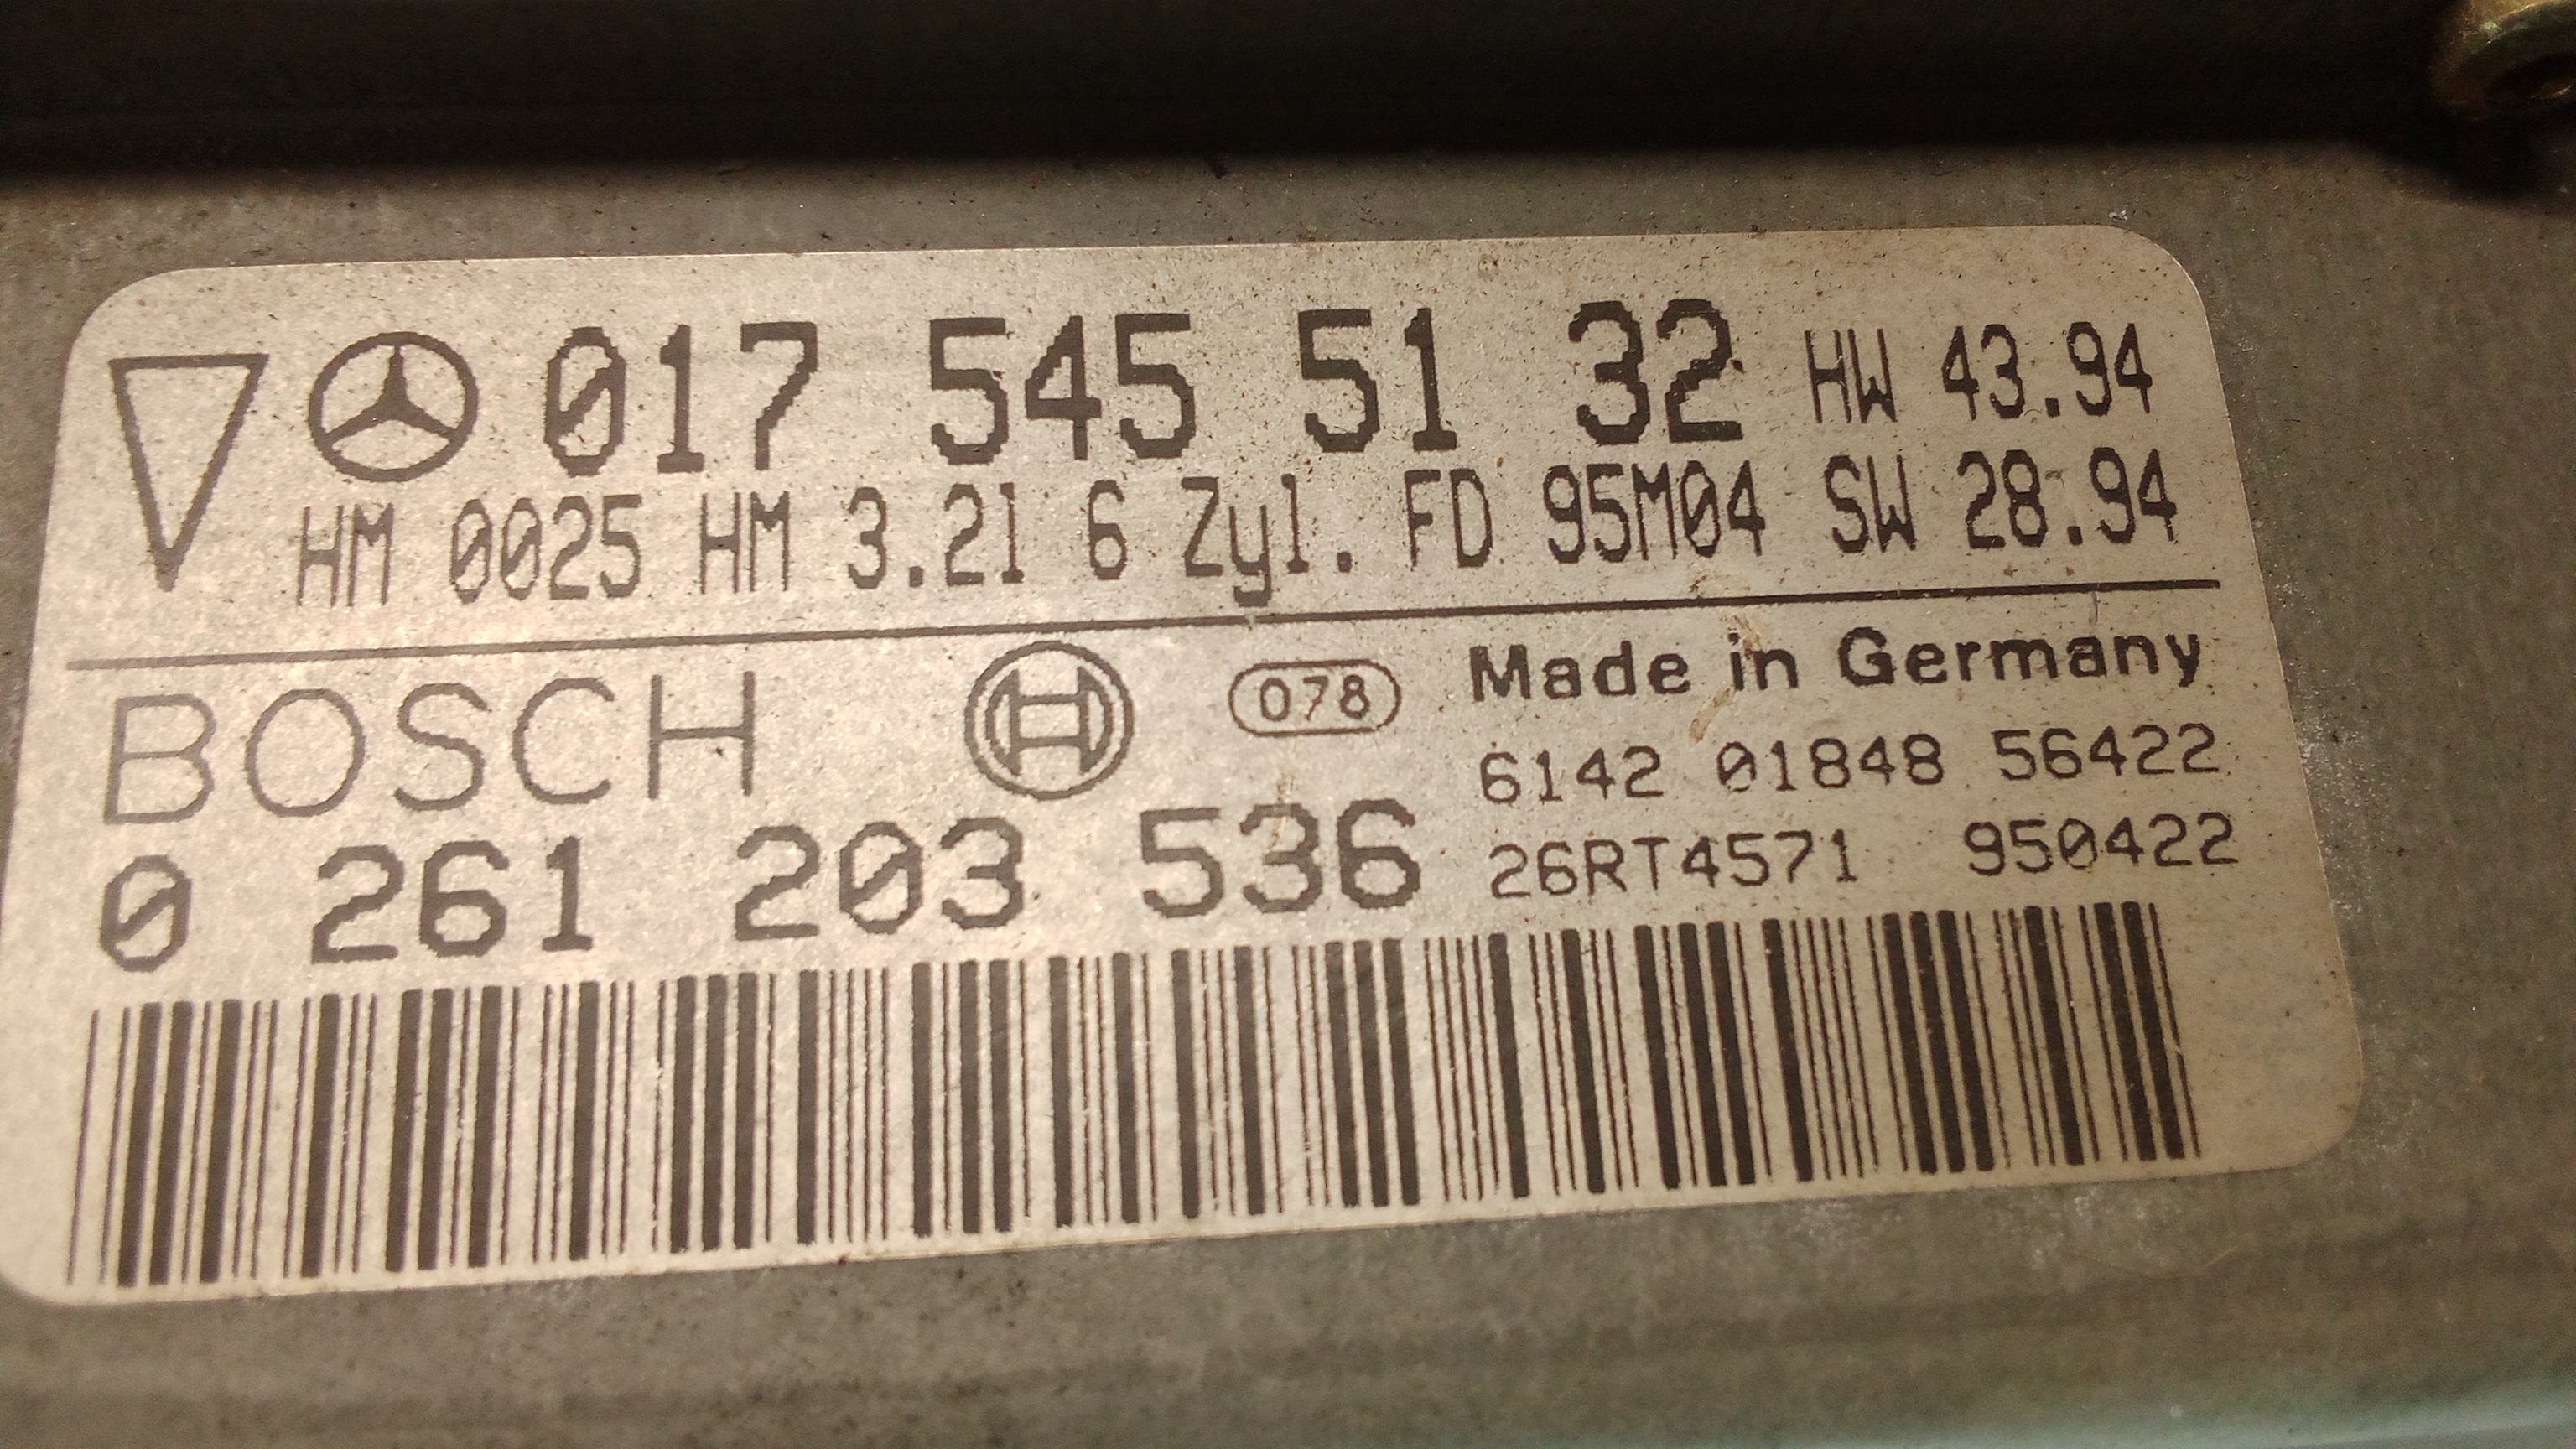 017 545 51 32 HW 43.94
HM 0025 HM 3.2l 6 Zyl. FD 95M04 SW 28.94
BOSCH 078 Made in Germany
6142 01848 56422
0 261 203 536 26RT4571 950422